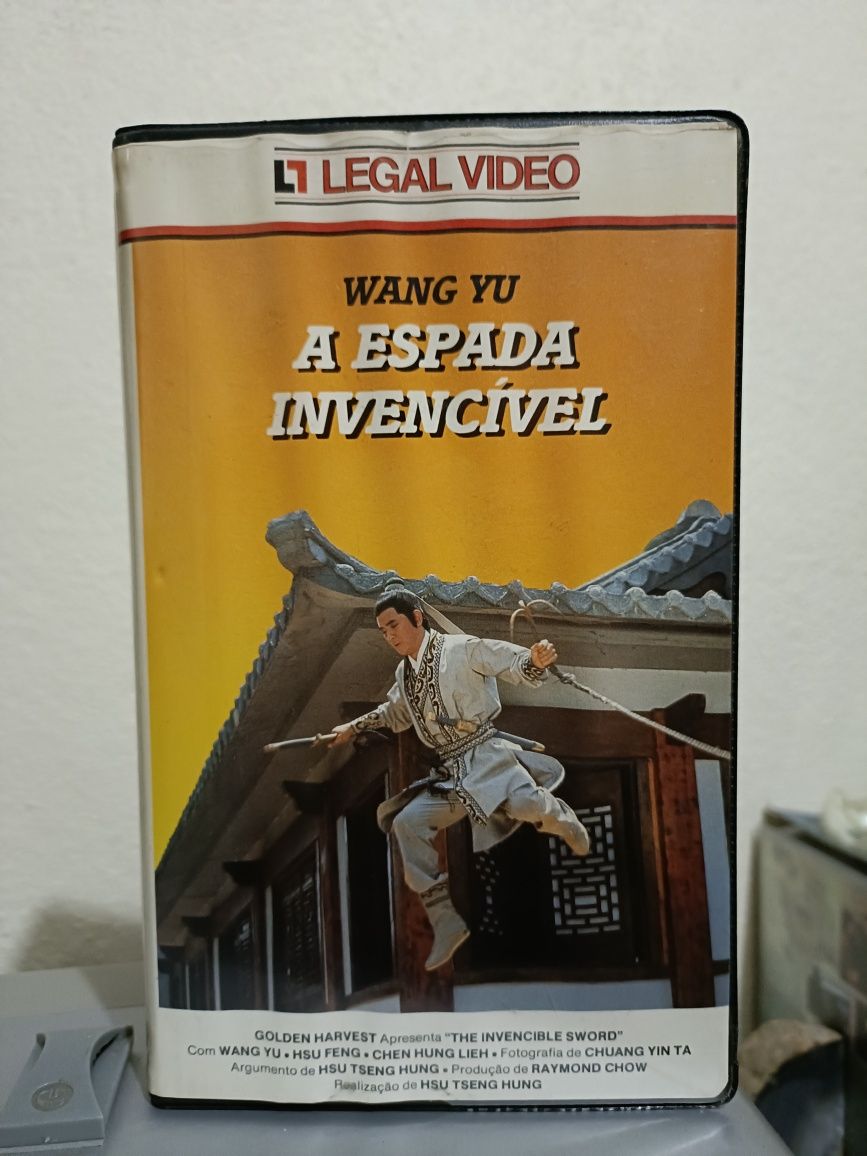 LEGAL VIDEO
WANG YU
A ESPADA
INVENCÍVEL
GOLDEN HARVEST Apresenta "THE INVENCIBLE SWORD"
Com WANG YU • HSU FENG • CHEN HUNG LIEH • Fotografia de CHUANG YIN TA
Argumento de HSU TSENG HUNG • Produção de RAYMOND CHOW
Realização de HSU TSENG HUNG